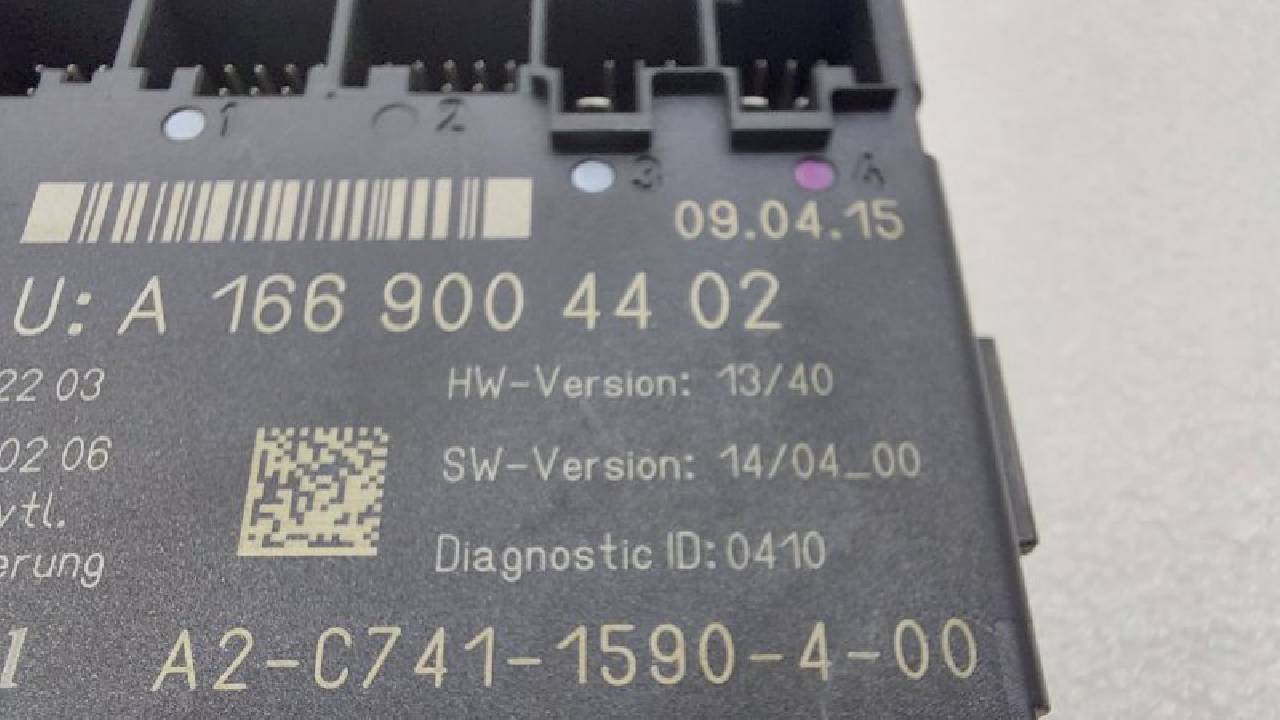 1 2
3 4
09.04.15
U: A 166 900 44 02
22 03
HW-Version: 13/40
02 06
SW-Version: 14/04_00
vtl.
Diagnostic ID: 0410
erung
A2-C741-1590-4-00